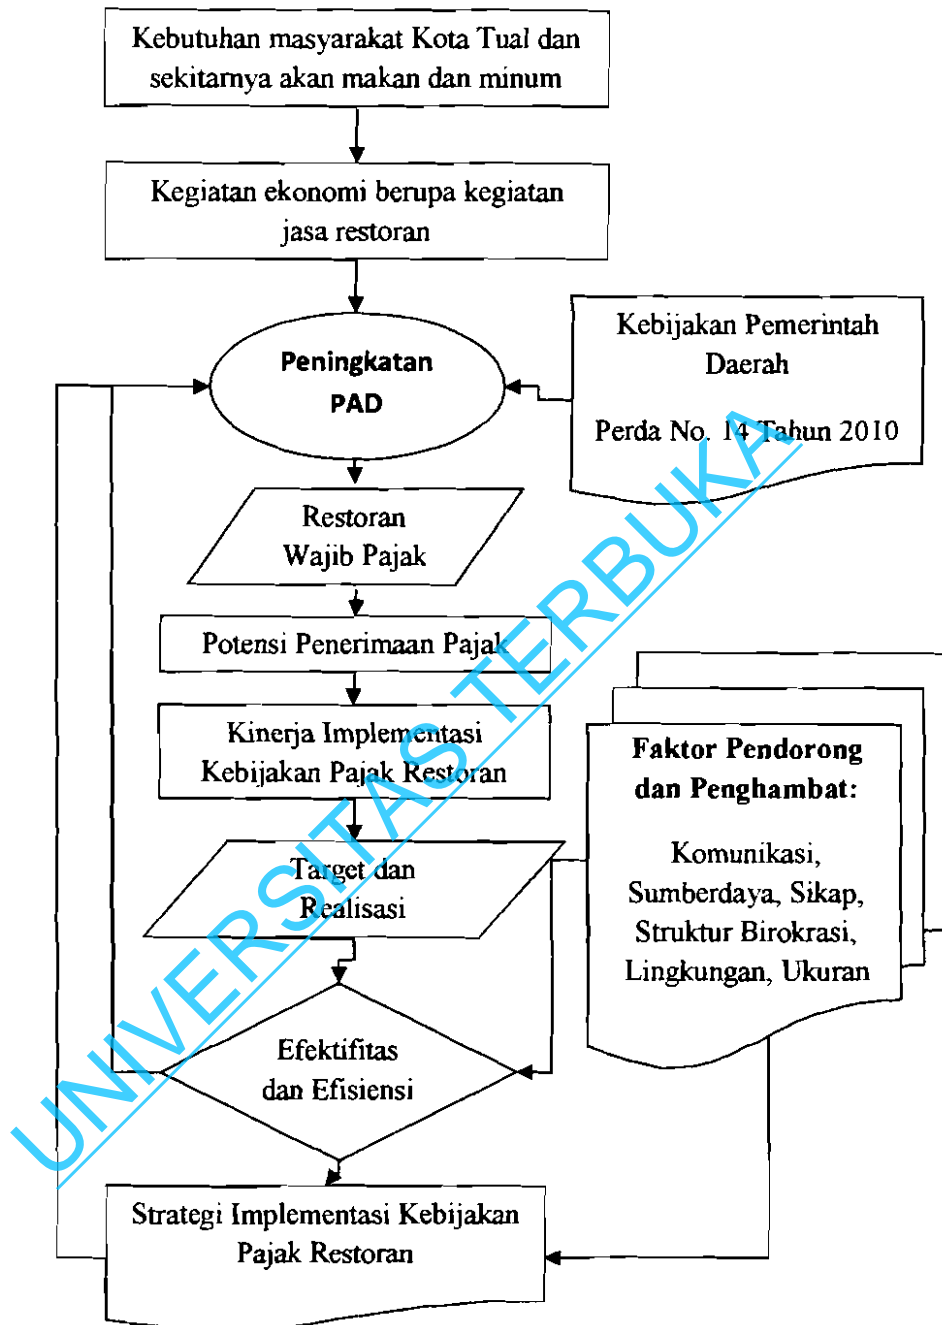 Kebutuhan masyarakat Kota Tual dan
sekitarnya akan makan dan minum
Kegiatan ekonomi berupa kegiatan
jasa restoran
Peningkatan
PAD
Kebijakan Pemerintah
Daerah
Perda No. 14 Tahun 2010
Restoran
Wajib Pajak
Potensi Penerimaan Pajak
Kinerja Implementasi
Kebijakan Pajak Restoran
Faktor Pendorong
dan Penghambat:
Komunikasi,
Sumberdaya, Sikap,
Struktur Birokrasi,
Lingkungan, Ukuran
Target dan
Realisasi
Efektifitas
dan Efisiensi
Strategi Implementasi Kebijakan
Pajak Restoran
UNIVERSITAS TERBUKA